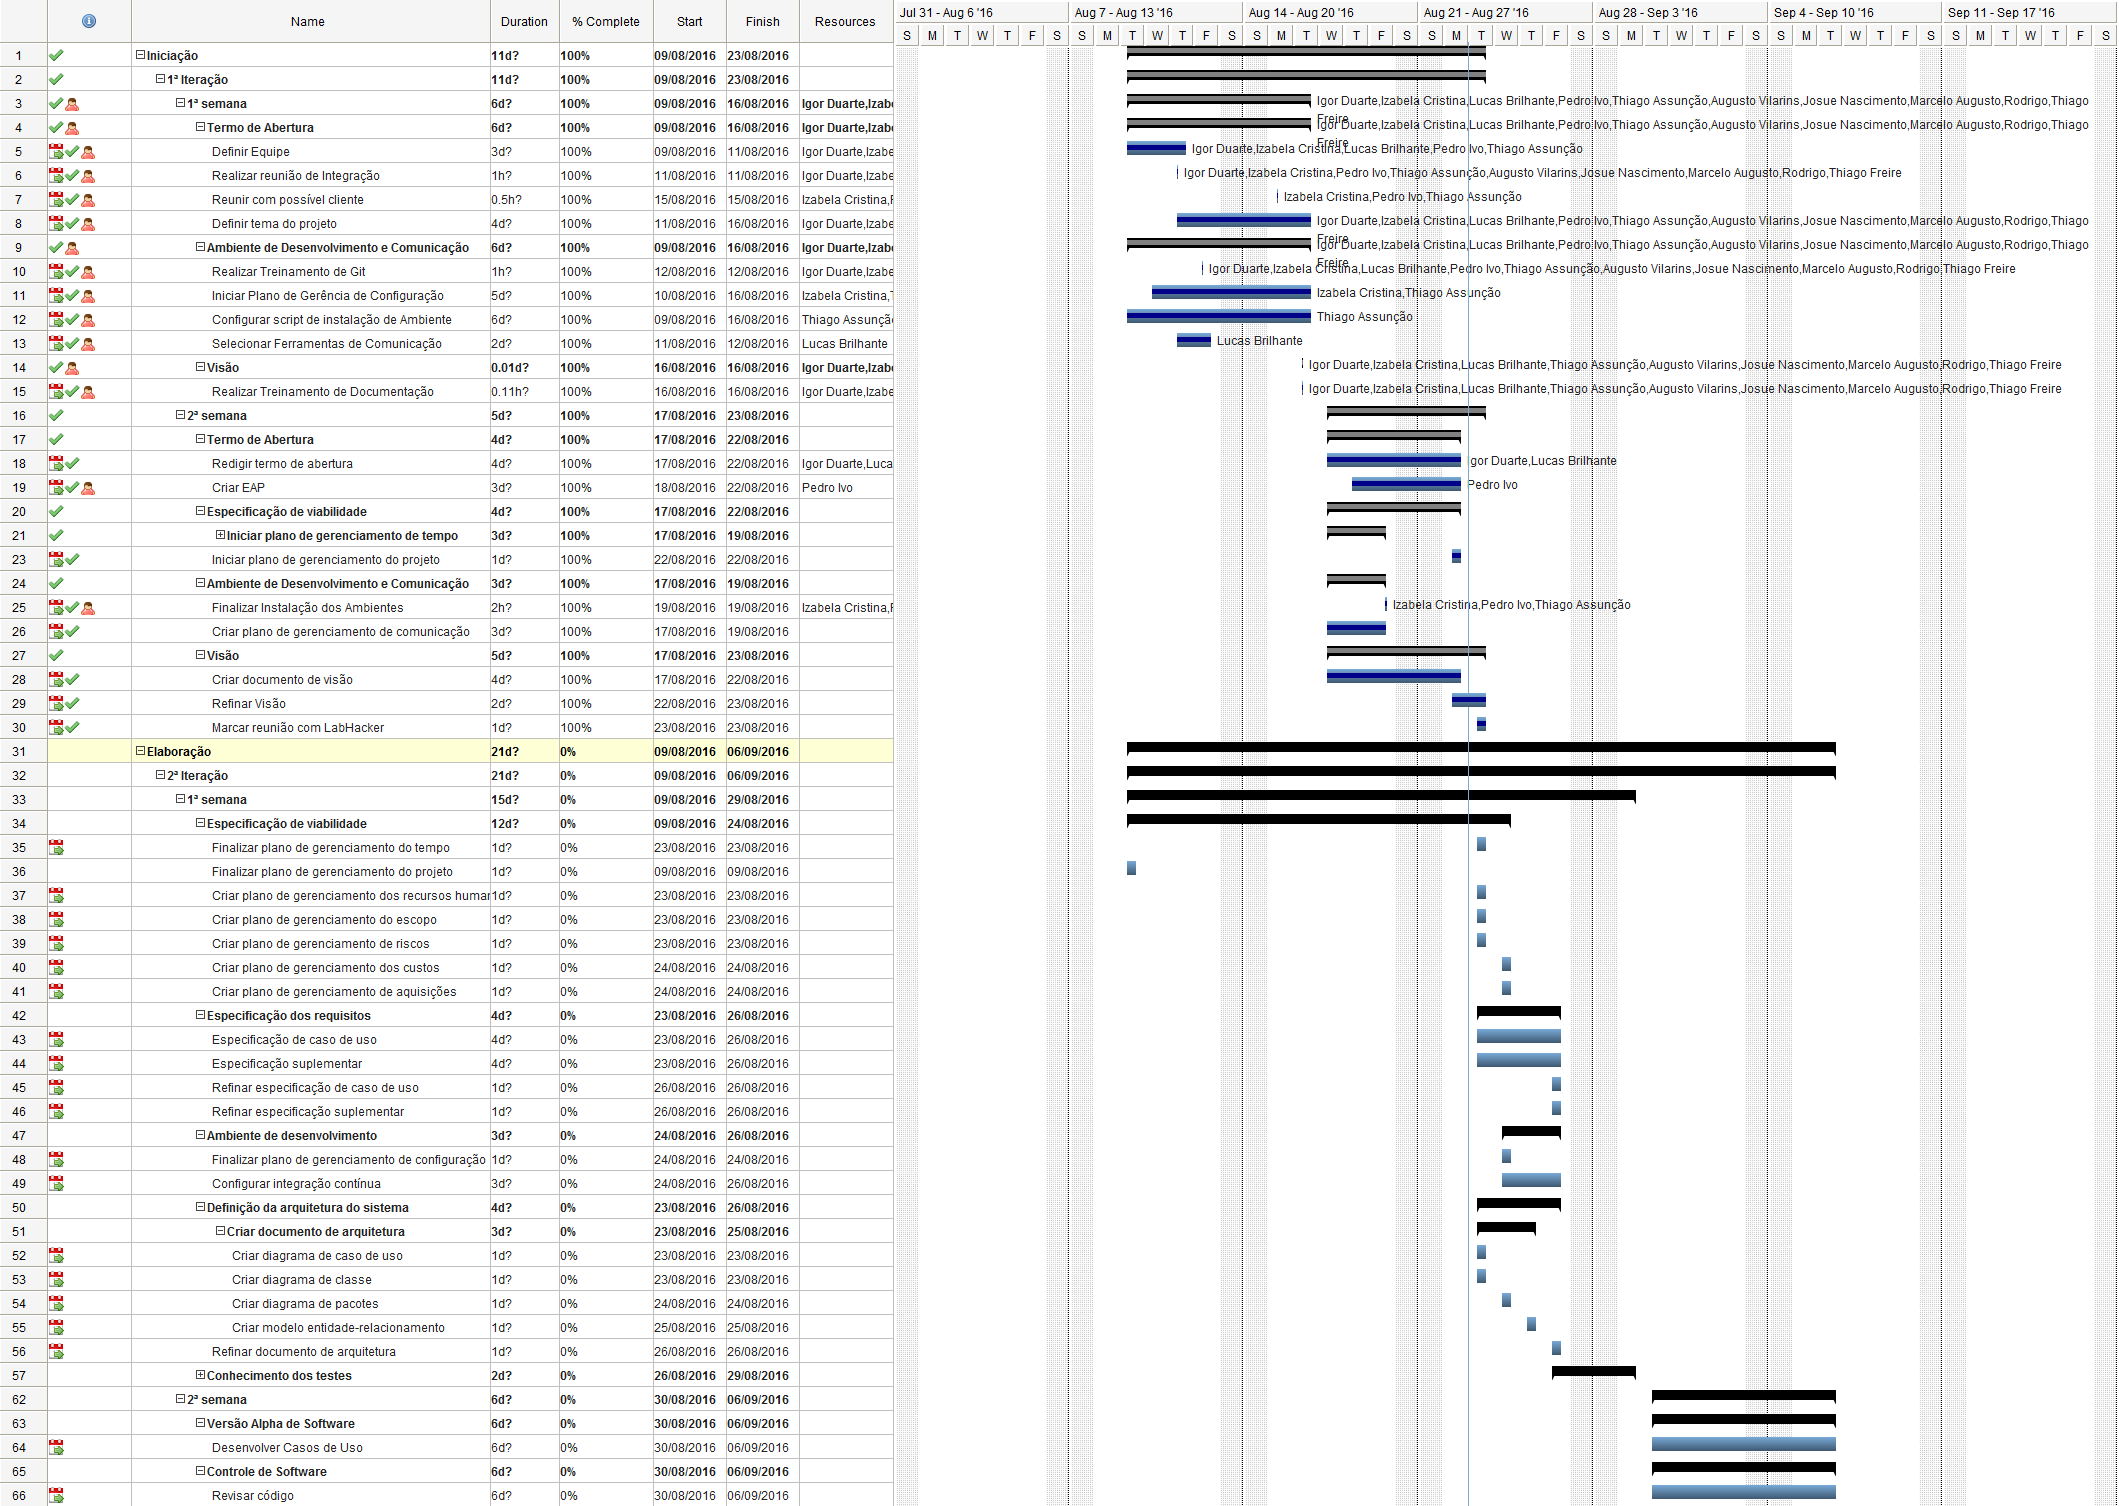 Name Duration % Complete Start Finish Resources Jul 31 - Aug 6 '16 Aug 7 - Aug 13 '16 Aug 14 - Aug 20 '16 Aug 21 - Aug 27 '16 Aug 28 - Sep 3 '16 Sep 4 - Sep 10 '16 Sep 11 - Sep 17 '16
S M T W T F S S M T W T F S S M T W T F S S M T W T F S S M T W T F S S M T W T F S S M T W T F S
1 Iniciação 11d? 100% 09/08/2016 23/08/2016
2 1ª Iteração 11d? 100% 09/08/2016 23/08/2016
3 1ª semana 6d? 100% 09/08/2016 16/08/2016 Igor Duarte,Izab Igor Duarte,Izabela Cristina,Lucas Brilhante,Pedro Ivo,Thiago Assunção,Augusto Vilarins,Josue Nascimento,Marcelo Augusto,Rodrigo,Thiago
Freire
4 Termo de Abertura 6d? 100% 09/08/2016 16/08/2016 Igor Duarte,Izab Igor Duarte,Izabela Cristina,Lucas Brilhante,Pedro Ivo,Thiago Assunção,Augusto Vilarins,Josue Nascimento,Marcelo Augusto,Rodrigo,Thiago
Freire
5 Definir Equipe 3d? 100% 09/08/2016 11/08/2016 Igor Duarte,Izabe Igor Duarte,Izabela Cristina,Lucas Brilhante,Pedro Ivo,Thiago Assunção
6 Realizar reunião de Integração 1h? 100% 11/08/2016 11/08/2016 Igor Duarte,Izabe Igor Duarte,Izabela Cristina,Pedro Ivo,Thiago Assunção,Augusto Vilarins,Josue Nascimento,Marcelo Augusto,Rodrigo,Thiago Freire
7 Reunir com possível cliente 0.5h? 100% 15/08/2016 15/08/2016 Izabela Cristina,F Izabela Cristina,Pedro Ivo,Thiago Assunção
8 Definir tema do projeto 4d? 100% 11/08/2016 16/08/2016 Igor Duarte,Izabe Igor Duarte,Izabela Cristina,Lucas Brilhante,Pedro Ivo,Thiago Assunção,Augusto Vilarins,Josue Nascimento,Marcelo Augusto,Rodrigo,Thiago
Freire
9 Ambiente de Desenvolvimento e Comunicação 6d? 100% 09/08/2016 16/08/2016 Igor Duarte,Izab Igor Duarte,Izabela Cristina,Lucas Brilhante,Pedro Ivo,Thiago Assunção,Augusto Vilarins,Josue Nascimento,Marcelo Augusto,Rodrigo,Thiago
Freire
10 Realizar Treinamento de Git 1h? 100% 12/08/2016 12/08/2016 Igor Duarte,Izabe Igor Duarte,Izabela Cristina,Lucas Brilhante,Pedro Ivo,Thiago Assunção,Augusto Vilarins,Josue Nascimento,Marcelo Augusto,Rodrigo,Thiago Freire
11 Iniciar Plano de Gerência de Configuração 5d? 100% 10/08/2016 16/08/2016 Izabela Cristina,T Izabela Cristina,Thiago Assunção
12 Configurar script de instalação de Ambiente 6d? 100% 09/08/2016 16/08/2016 Thiago Assunçã Thiago Assunção
13 Selecionar Ferramentas de Comunicação 2d? 100% 11/08/2016 12/08/2016 Lucas Brilhante Lucas Brilhante
14 Visão 0.01d? 100% 16/08/2016 16/08/2016 Igor Duarte,Izab Igor Duarte,Izabela Cristina,Lucas Brilhante,Thiago Assunção,Augusto Vilarins,Josue Nascimento,Marcelo Augusto,Rodrigo,Thiago Freire
15 Realizar Treinamento de Documentação 0.11h? 100% 16/08/2016 16/08/2016 Igor Duarte,Izabe Igor Duarte,Izabela Cristina,Lucas Brilhante,Thiago Assunção,Augusto Vilarins,Josue Nascimento,Marcelo Augusto,Rodrigo,Thiago Freire
16 2ª semana 5d? 100% 17/08/2016 23/08/2016
17 Termo de Abertura 4d? 100% 17/08/2016 22/08/2016
18 Redigir termo de abertura 4d? 100% 17/08/2016 22/08/2016 Igor Duarte,Luca Igor Duarte,Lucas Brilhante
19 Criar EAP 3d? 100% 18/08/2016 22/08/2016 Pedro Ivo Pedro Ivo
20 Especificação de viabilidade 4d? 100% 17/08/2016 22/08/2016
21 Iniciar plano de gerenciamento de tempo 3d? 100% 17/08/2016 19/08/2016
23 Iniciar plano de gerenciamento do projeto 1d? 100% 22/08/2016 22/08/2016
24 Ambiente de Desenvolvimento e Comunicação 3d? 100% 17/08/2016 19/08/2016
25 Finalizar Instalação dos Ambientes 2h? 100% 19/08/2016 19/08/2016 Izabela Cristina,F Izabela Cristina,Pedro Ivo,Thiago Assunção
26 Criar plano de gerenciamento de comunicação 3d? 100% 17/08/2016 19/08/2016
27 Visão 5d? 100% 17/08/2016 23/08/2016
28 Criar documento de visão 4d? 100% 17/08/2016 22/08/2016
29 Refinar Visão 2d? 100% 22/08/2016 23/08/2016
30 Marcar reunião com LabHacker 1d? 100% 23/08/2016 23/08/2016
31 Elaboração 21d? 0% 09/08/2016 06/09/2016
32 2ª Iteração 21d? 0% 09/08/2016 06/09/2016
33 1ª semana 15d? 0% 09/08/2016 29/08/2016
34 Especificação de viabilidade 12d? 0% 09/08/2016 24/08/2016
35 Finalizar plano de gerenciamento do tempo 1d? 0% 23/08/2016 23/08/2016
36 Finalizar plano de gerenciamento do projeto 1d? 0% 09/08/2016 09/08/2016
37 Criar plano de gerenciamento dos recursos humar 1d? 0% 23/08/2016 23/08/2016
38 Criar plano de gerenciamento do escopo 1d? 0% 23/08/2016 23/08/2016
39 Criar plano de gerenciamento de riscos 1d? 0% 23/08/2016 23/08/2016
40 Criar plano de gerenciamento dos custos 1d? 0% 24/08/2016 24/08/2016
41 Criar plano de gerenciamento de aquisições 1d? 0% 24/08/2016 24/08/2016
42 Especificação dos requisitos 4d? 0% 23/08/2016 26/08/2016
43 Especificação de caso de uso 4d? 0% 23/08/2016 26/08/2016
44 Especificação suplementar 4d? 0% 23/08/2016 26/08/2016
45 Refinar especificação de caso de uso 1d? 0% 26/08/2016 26/08/2016
46 Refinar especificação suplementar 1d? 0% 26/08/2016 26/08/2016
47 Ambiente de desenvolvimento 3d? 0% 24/08/2016 26/08/2016
48 Finalizar plano de gerenciamento de configuração 1d? 0% 24/08/2016 24/08/2016
49 Configurar integração contínua 3d? 0% 24/08/2016 26/08/2016
50 Definição da arquitetura do sistema 4d? 0% 23/08/2016 26/08/2016
51 Criar documento de arquitetura 3d? 0% 23/08/2016 25/08/2016
52 Criar diagrama de caso de uso 1d? 0% 23/08/2016 23/08/2016
53 Criar diagrama de classe 1d? 0% 23/08/2016 23/08/2016
54 Criar diagrama de pacotes 1d? 0% 24/08/2016 24/08/2016
55 Criar modelo entidade-relacionamento 1d? 0% 25/08/2016 25/08/2016
56 Refinar documento de arquitetura 1d? 0% 26/08/2016 26/08/2016
57 Conhecimento dos testes 2d? 0% 26/08/2016 29/08/2016
62 2ª semana 6d? 0% 30/08/2016 06/09/2016
63 Versão Alpha de Software 6d? 0% 30/08/2016 06/09/2016
64 Desenvolver Casos de Uso 6d? 0% 30/08/2016 06/09/2016
65 Controle de Software 6d? 0% 30/08/2016 06/09/2016
66 Revisar código 6d? 0% 30/08/2016 06/09/2016